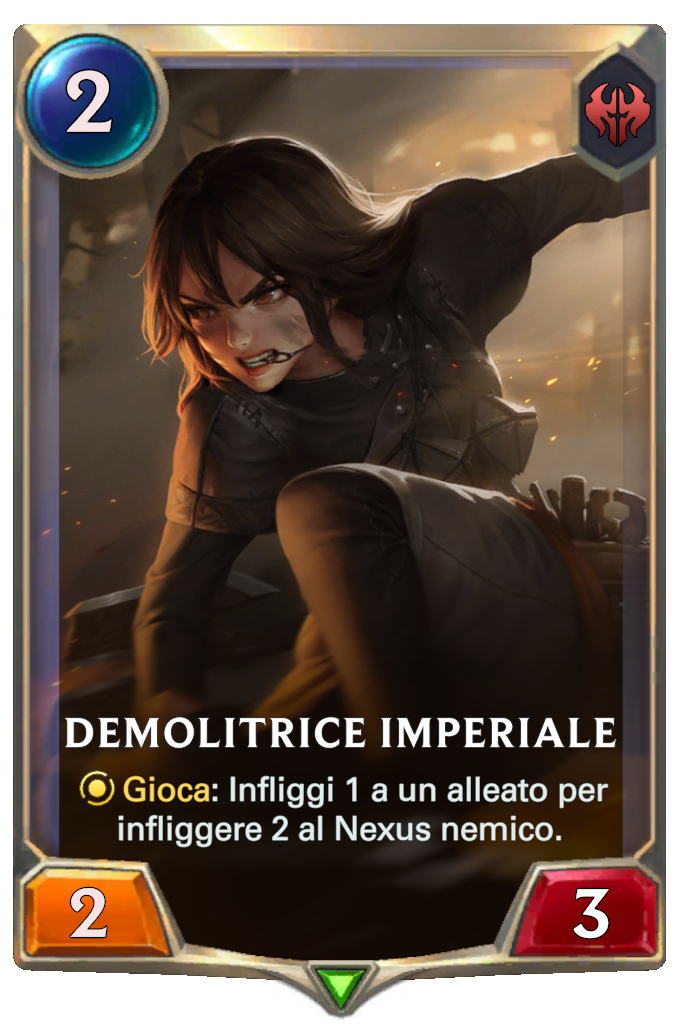 2
DEMOLITRICE IMPERIALE
Gioca: Infliggi 1 a un alleato per
infliggere 2 al Nexus nemico.
2
3